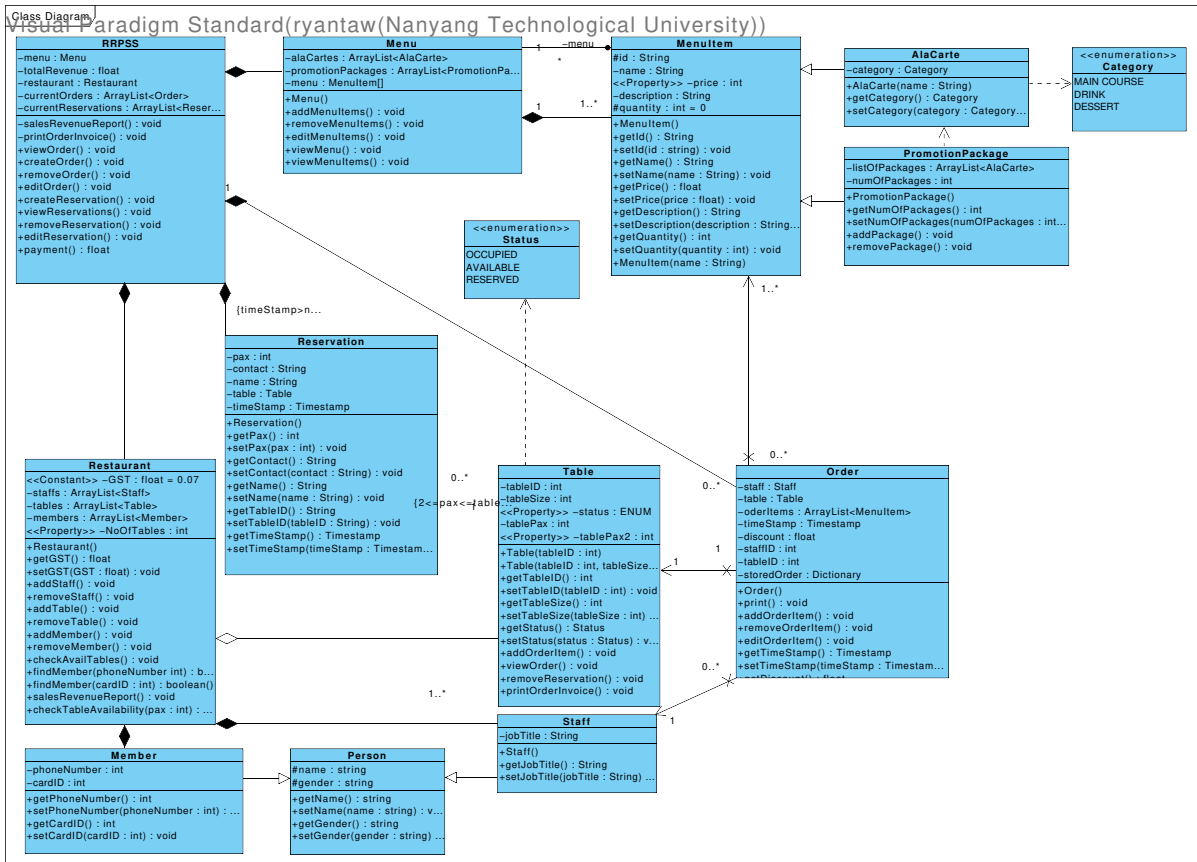 Class Diagram
Visual Paradigm Standard(ryantaw(Nanyang Technological University))
RRPSS
-menu : Menu
-totalRevenue : float
-restaurant : Restaurant
-currentOrders : ArrayList<Order>
-currentReservations : ArrayList<Reser...
-salesRevenueReport() : void
-printOrderInvoice() : void
+viewOrder() : void
+createOrder() : void
+removeOrder() : void
+editOrder() : void
+createReservation() : void
+viewReservations() : void
+removeReservation() : void
+editReservation() : void
+payment() : float
Menu
-alaCartes : ArrayList<AlaCarte>
-promotionPackages : ArrayList<PromotionPa...
-menu : MenuItem[]
+Menu()
+addMenuItems() : void
+removeMenuItems() : void
+editMenuItems() : void
+viewMenu() : void
+viewMenuItems() : void
1
-menu
*
1
1..*
MenuItem
#id : String
-name : String
<<Property>> -price : int
-description : String
#quantity : int = 0
+MenuItem()
+getId() : String
+setId(id : string) : void
+getName() : String
+setName(name : String) : void
+getPrice() : float
+setPrice(price : float) : void
+getDescription() : String
+setDescription(description : String...
+getQuantity() : int
+setQuantity(quantity : int) : void
+MenuItem(name : String)
AlaCarte
-category : Category
+AlaCarte(name : String)
+getCategory() : Category
+setCategory(category : Category...
<<enumeration>>
Category
MAIN COURSE
DRINK
DESSERT
PromotionPackage
-listOfPackages : ArrayList<AlaCarte>
-numOfPackages : int
+PromotionPackage()
+getNumOfPackages() : int
+setNumOfPackages(numOfPackages : int...
+addPackage() : void
+removePackage() : void
1
<<enumeration>>
Status
OCCUPIED
AVAILABLE
RESERVED
1..*
{timeStamp>n...
Reservation
-pax : int
-contact : String
-name : String
-table : Table
-timeStamp : Timestamp
+Reservation()
+getPax() : int
+setPax(pax : int) : void
+getContact() : String
+setContact(contact : String) : void
+getName() : String
+setName(name : String) : void
+getTableID() : String
+setTableID(tableID : String) : void
+getTimeStamp() : Timestamp
+setTimeStamp(timeStamp : Timestam...
0..*
{2<=pax<=table...
Restaurant
<<Constant>> -GST : float = 0.07
-staffs : ArrayList<Staff>
-tables : ArrayList<Table>
-members : ArrayList<Member>
<<Property>> -NoOfTables : int
+Restaurant()
+getGST() : float
+setGST(GST : float) : void
+addStaff() : void
+removeStaff() : void
+addTable() : void
+removeTable() : void
+addMember() : void
+removeMember() : void
+checkAvailTables() : void
+findMember(phoneNumber int) : b...
+findMember(cardID : int) : boolean()
+salesRevenueReport() : void
+checkTableAvailability(pax : int) : ...
Table
-tableID : int
-tableSize : int
<<Property>> -status : ENUM
-tablePax : int
<<Property>> -tablePax2 : int
+Table(tableID : int)
+Table(tableID : int, tableSize...
+getTableID() : int
+setTableID(tableID : int) : void
+getTableSize() : int
+setTableSize(tableSize : int) ...
+getStatus() : Status
+setStatus(status : Status) : v...
+addOrderItem() : void
+viewOrder() : void
+removeReservation() : void
+printOrderInvoice() : void
0..*
0..*
1
1
0..*
1
Order
-staff : Staff
-table : Table
-oderItems : ArrayList<MenuItem>
-timeStamp : Timestamp
-discount : float
-staffID : int
-tableID : int
-storedOrder : Dictionary
+Order()
+print() : void
+addOrderItem() : void
+removeOrderItem() : void
+editOrderItem() : void
+getTimeStamp() : Timestamp
+setTimeStamp(timeStamp : Timestam...
+getDiscount() : float
1..*
Staff
-jobTitle : String
+Staff()
+getJobTitle() : String
+setJobTitle(jobTitle : String) ...
Member
-phoneNumber : int
-cardID : int
+getPhoneNumber() : int
+setPhoneNumber(phoneNumber : int) : ...
+getCardID() : int
+setCardID(cardID : int) : void
Person
#name : string
#gender : string
+getName() : string
+setName(name : string) : v...
+getGender() : string
+setGender(gender : string) ...